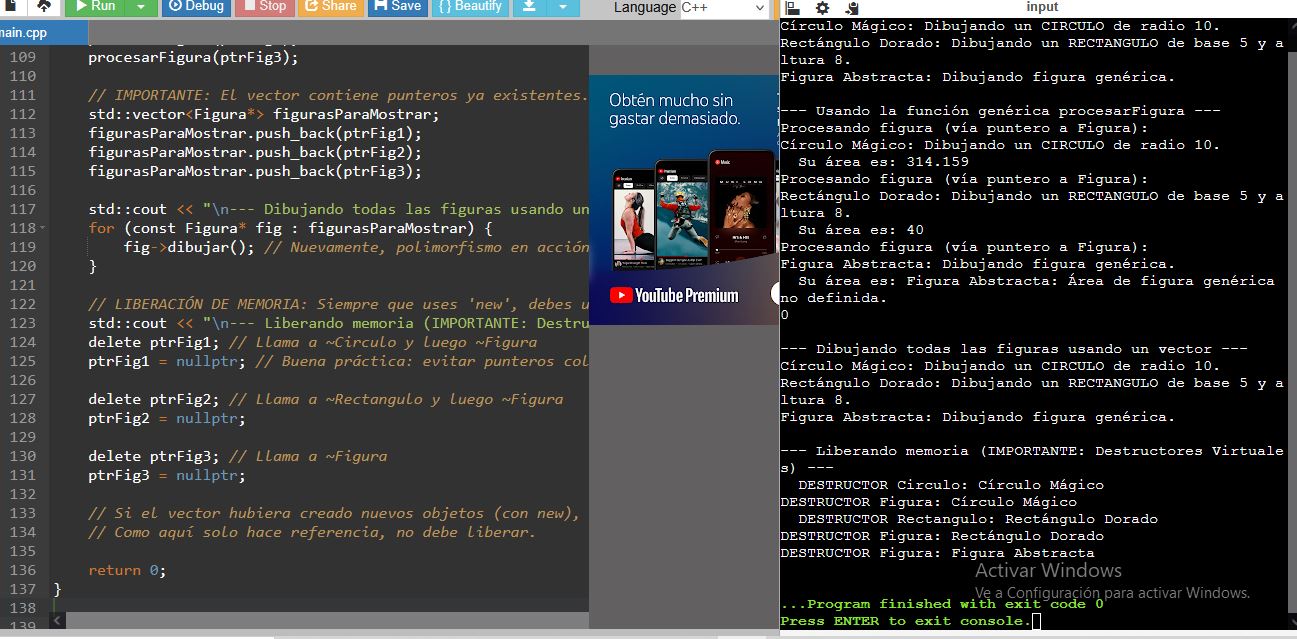 Run
Debug
Stop
Share
Save
{ } Beautify
Language C++
input
main.cpp
109 procesarFigura(ptrFig3);
110
111 // IMPORTANTE: El vector contiene punteros ya existentes.
112 std::vector<Figura*> figurasParaMostrar;
113 figurasParaMostrar.push_back(ptrFig1);
114 figurasParaMostrar.push_back(ptrFig2);
115 figurasParaMostrar.push_back(ptrFig3);
116
117 std::cout << "\n--- Dibujando todas las figuras usando un
118 for (const Figura* fig : figurasParaMostrar) {
119 fig->dibujar(); // Nuevamente, polimorfismo en acción
120 }
121
122 // LIBERACIÓN DE MEMORIA: Siempre que uses 'new', debes u
123 std::cout << "\n--- Liberando memoria (IMPORTANTE: Destru
124 delete ptrFig1; // Llama a ~Circulo y luego ~Figura
125 ptrFig1 = nullptr; // Buena práctica: evitar punteros col
126
127 delete ptrFig2; // Llama a ~Rectangulo y luego ~Figura
128 ptrFig2 = nullptr;
129
130 delete ptrFig3; // Llama a ~Figura
131 ptrFig3 = nullptr;
132
133 // Si el vector hubiera creado nuevos objetos (con new),
134 // Como aquí solo hace referencia, no debe liberar.
135
136 return 0;
137 }
138
139
Obtén mucho sin
gastar demasiado.
YouTube Premium
Círculo Mágico: Dibujando un CIRCULO de radio 10.
Rectángulo Dorado: Dibujando un RECTANGULO de base 5 y a
ltura 8.
Figura Abstracta: Dibujando figura genérica.
--- Usando la función genérica procesarFigura ---
Procesando figura (vía puntero a Figura):
Círculo Mágico: Dibujando un CIRCULO de radio 10.
Su área es: 314.159
Procesando figura (vía puntero a Figura):
Rectángulo Dorado: Dibujando un RECTANGULO de base 5 y a
ltura 8.
Su área es: 40
Procesando figura (vía puntero a Figura):
Figura Abstracta: Dibujando figura genérica.
Su área es: Figura Abstracta: Área de figura genérica
no definida.
0
--- Dibujando todas las figuras usando un vector ---
Círculo Mágico: Dibujando un CIRCULO de radio 10.
Rectángulo Dorado: Dibujando un RECTANGULO de base 5 y a
ltura 8.
Figura Abstracta: Dibujando figura genérica.
--- Liberando memoria (IMPORTANTE: Destructores Virtuale
s) ---
DESTRUCTOR Circulo: Círculo Mágico
DESTRUCTOR Figura: Círculo Mágico
DESTRUCTOR Rectangulo: Rectángulo Dorado
DESTRUCTOR Figura: Rectángulo Dorado
DESTRUCTOR Figura: Figura Abstracta
Activar Windows
Ve a Configuración para activar Windows.
...Program finished with exit code 0
Press ENTER to exit console.